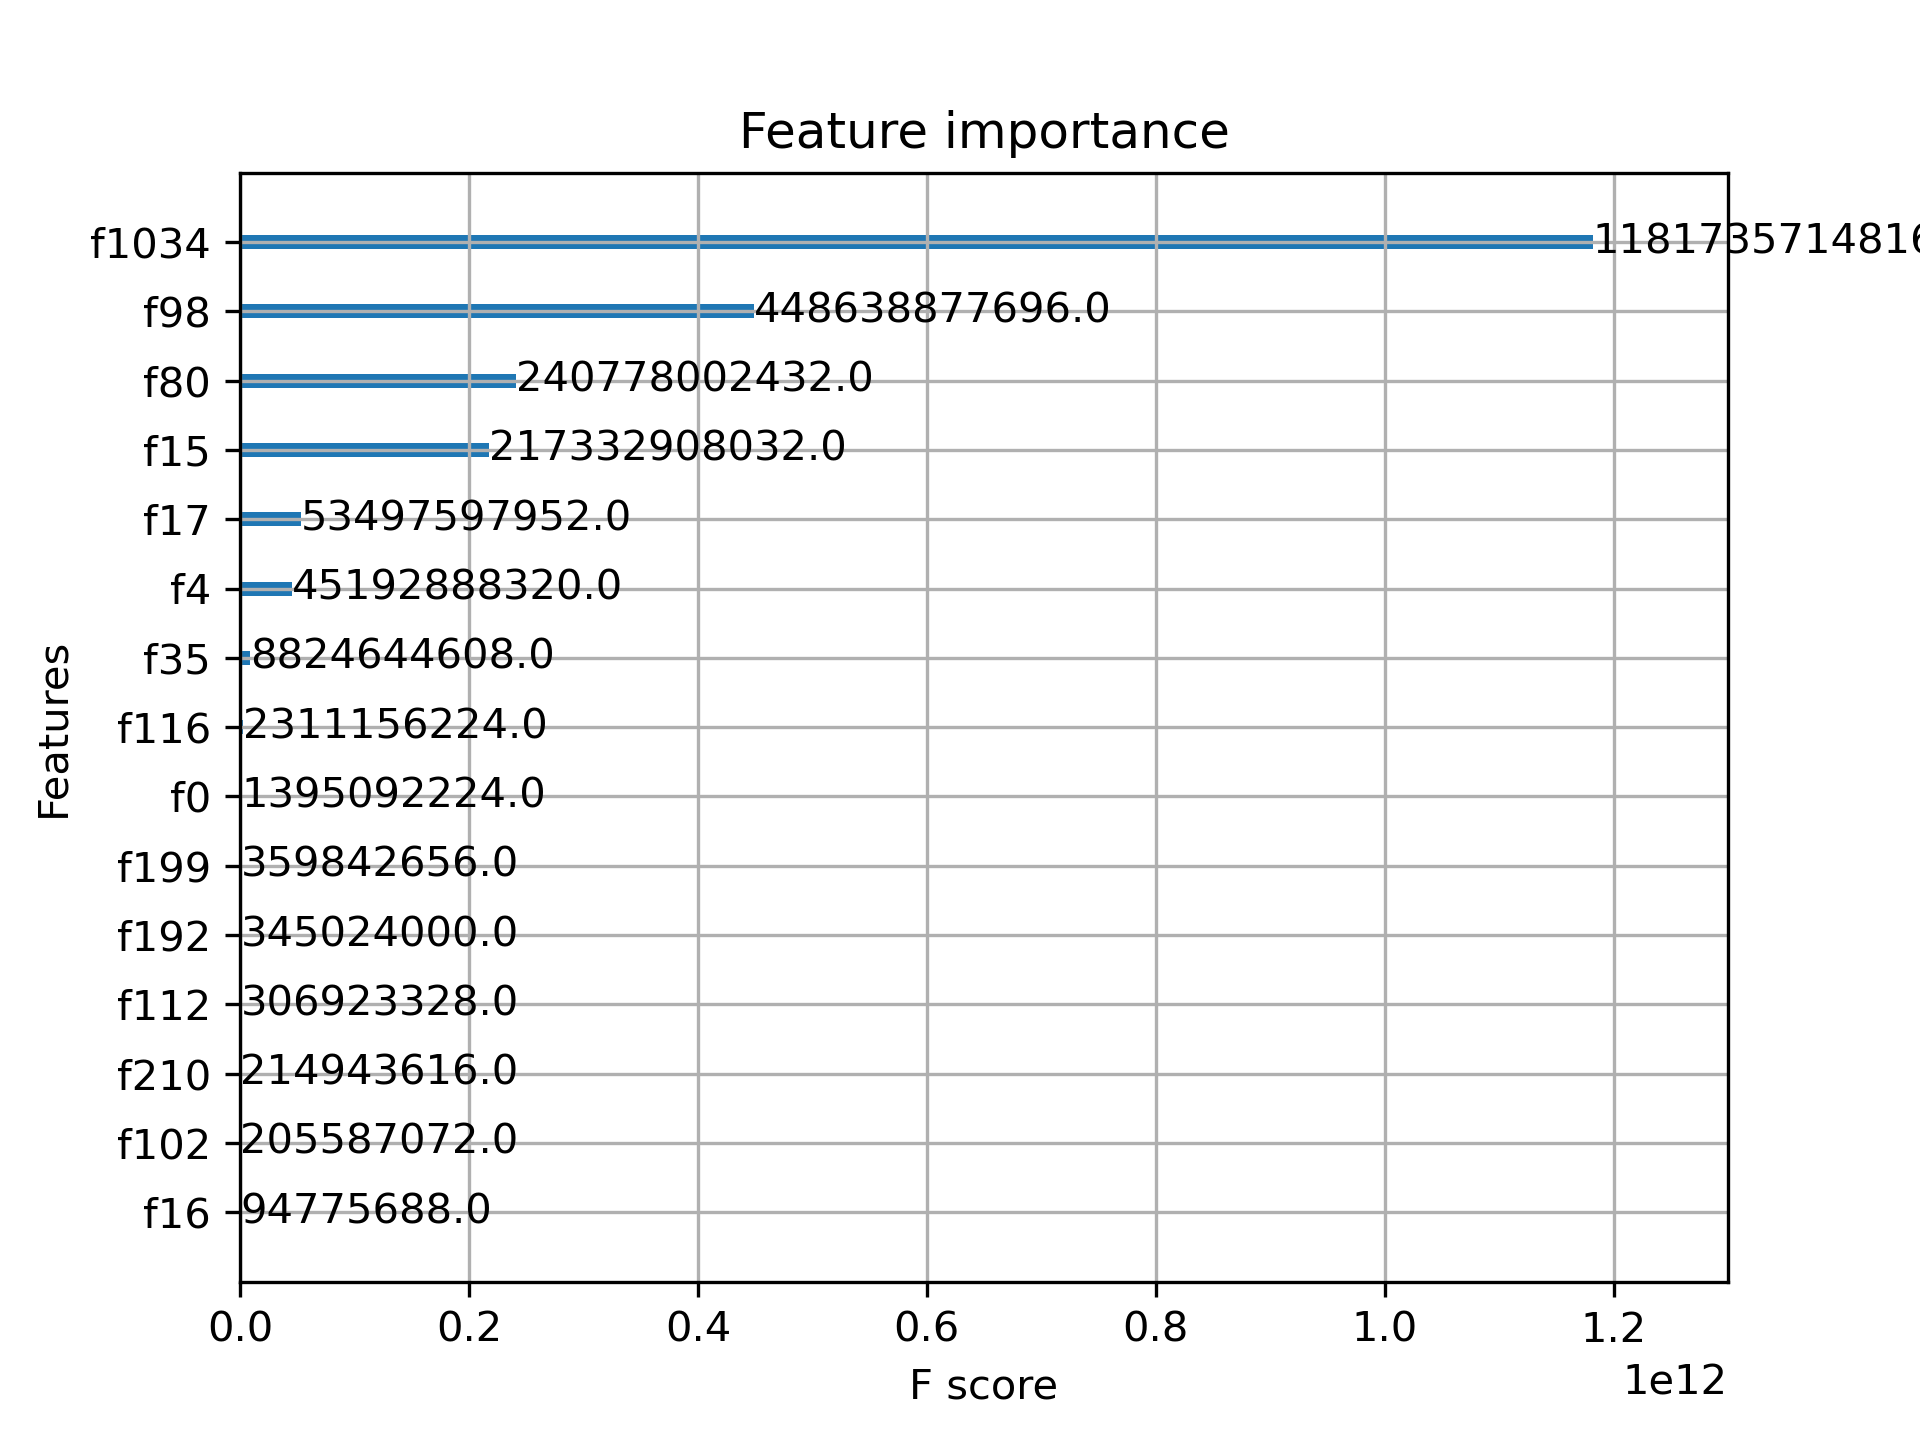 Feature importance
f1034 1181735714816
f98 448638877696.0
f80 240778002432.0
f15 217332908032.0
f17 53497597952.0
f4 45192888320.0
f35 8824644608.0
f116 2311156224.0
f0 1395092224.0
f199 359842656.0
f192 345024000.0
f112 306923328.0
f210 214943616.0
f102 205587072.0
f16 94775688.0
Features
0.0 0.2 0.4 0.6 0.8 1.0 1.2
1e12
F score